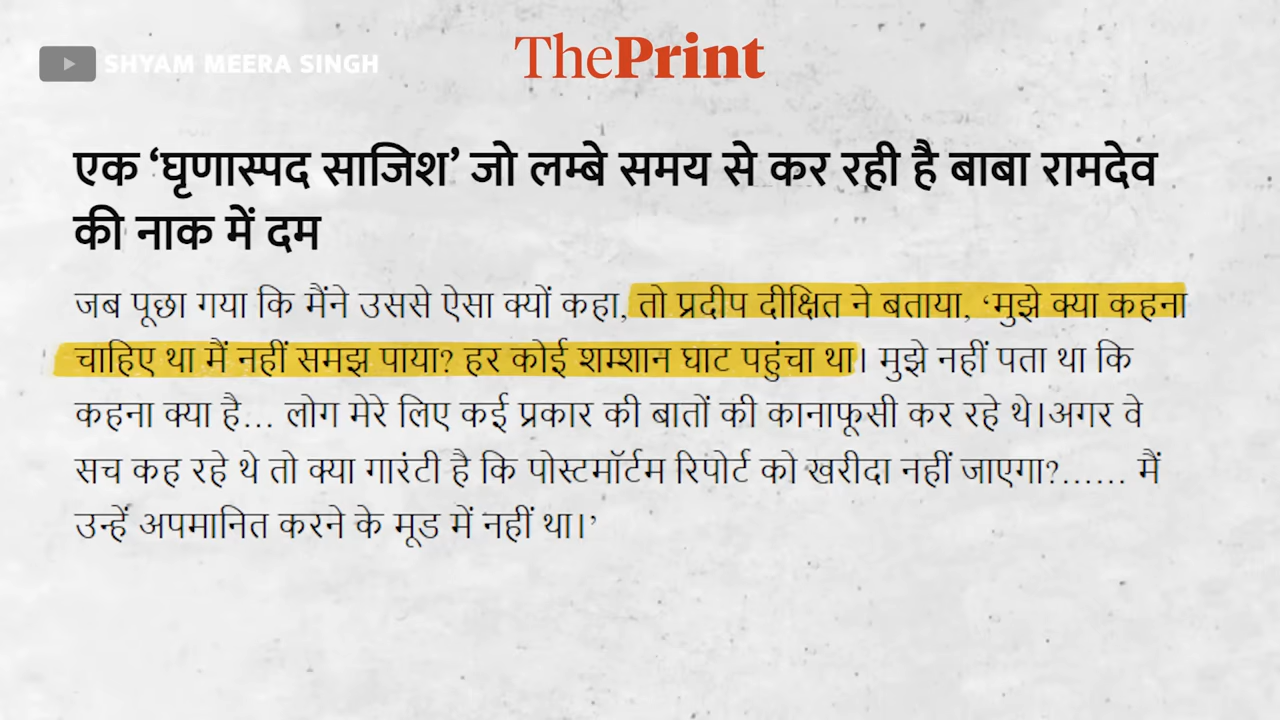 SHYAM MEERA SINGH
ThePrint
एक ‘घृणास्पद साजिश’ जो लम्बे समय से कर रही है बाबा रामदेव
की नाक में दम
जब पूछा गया कि मैंने उससे ऐसा क्यों कहा, तो प्रदीप दीक्षित ने बताया, ‘मुझे क्या कहना
चाहिए था मैं नहीं समझ पाया? हर कोई शम्शान घाट पहुंचा था। मुझे नहीं पता था कि
कहना क्या है... लोग मेरे लिए कई प्रकार की बातों की कानाफूसी कर रहे थे।अगर वे
सच कह रहे थे तो क्या गारंटी है कि पोस्टमॉर्टम रिपोर्ट को खरीदा नहीं जाएगा?...... मैं
उन्हें अपमानित करने के मूड में नहीं था।’